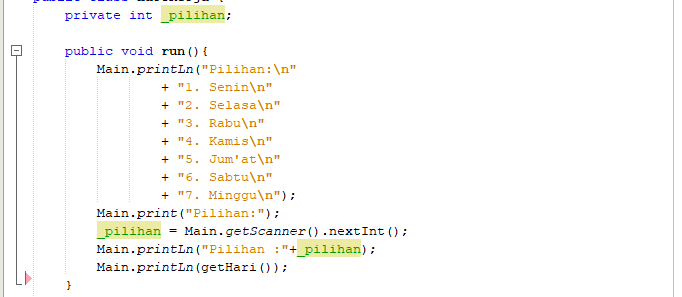 private int _pilihan;
public void run(){
Main.printLn("Pilihan:\n"
+ "1. Senin\n"
+ "2. Selasa\n"
+ "3. Rabu\n"
+ "4. Kamis\n"
+ "5. Jum'at\n"
+ "6. Sabtu\n"
+ "7. Minggu\n");
Main.print("Pilihan:");
_pilihan = Main.getScanner().nextInt();
Main.printLn("Pilihan :"+_pilihan);
Main.printLn(getHari());
}